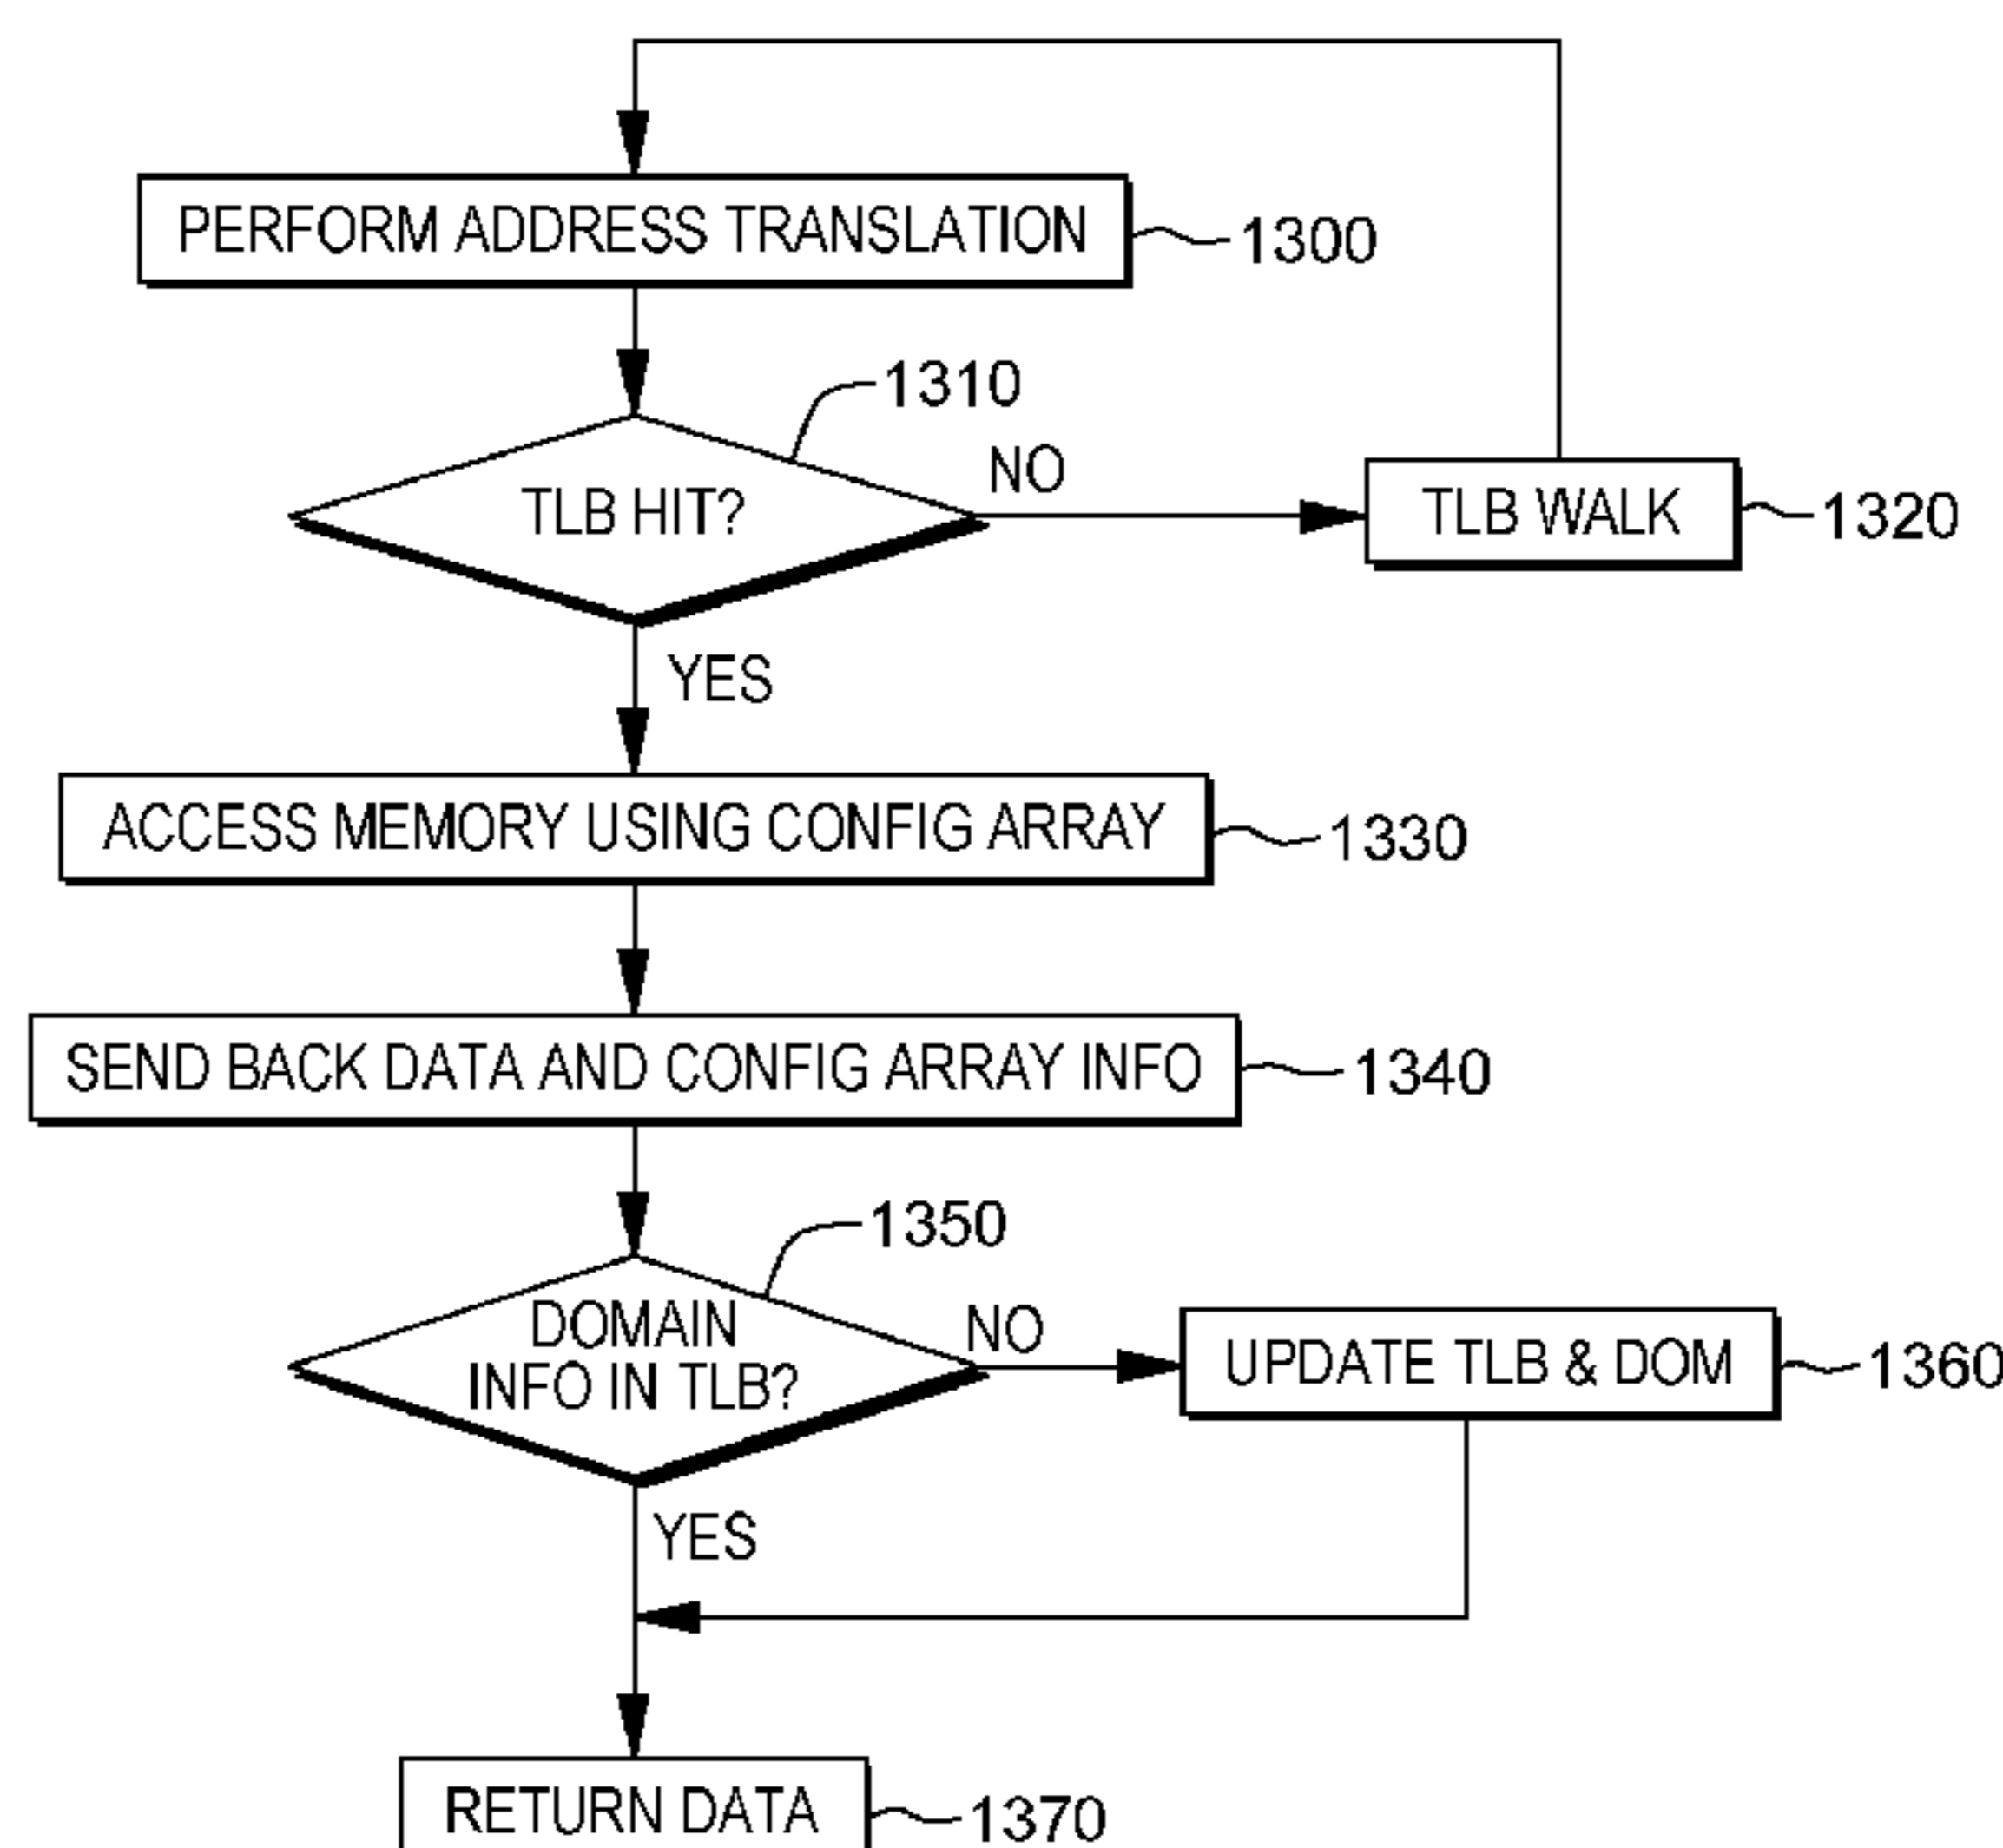 PERFORM ADDRESS TRANSLATION
1300
1310
TLB HIT?
NO
TLB WALK
1320
YES
ACCESS MEMORY USING CONFIG ARRAY
1330
SEND BACK DATA AND CONFIG ARRAY INFO
1340
1350
DOMAIN
INFO IN TLB?
NO
UPDATE TLB & DOM
1360
YES
RETURN DATA
1370